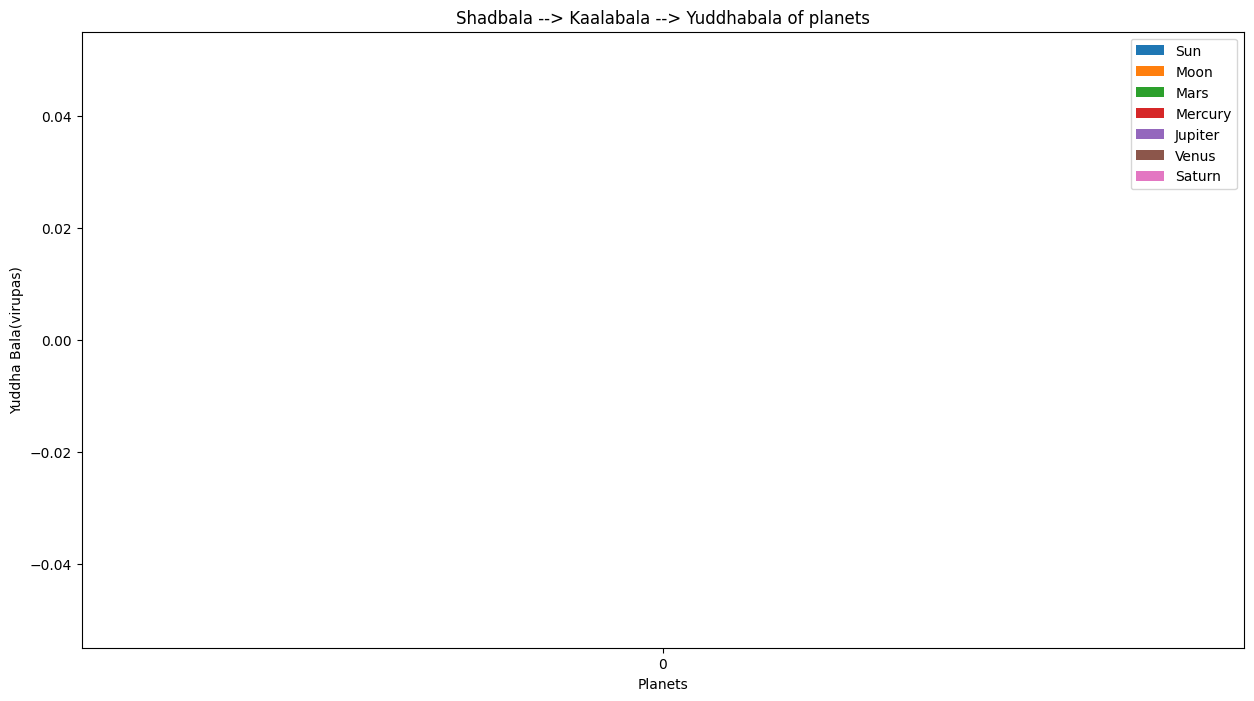 Shadbala --> Kaalabala --> Yuddhabala of planets
Sun
Moon
Mars
Mercury
Jupiter
Venus
Saturn
0.04
0.02
0.00
−0.02
−0.04
Yuddha Bala(virupas)
0
Planets